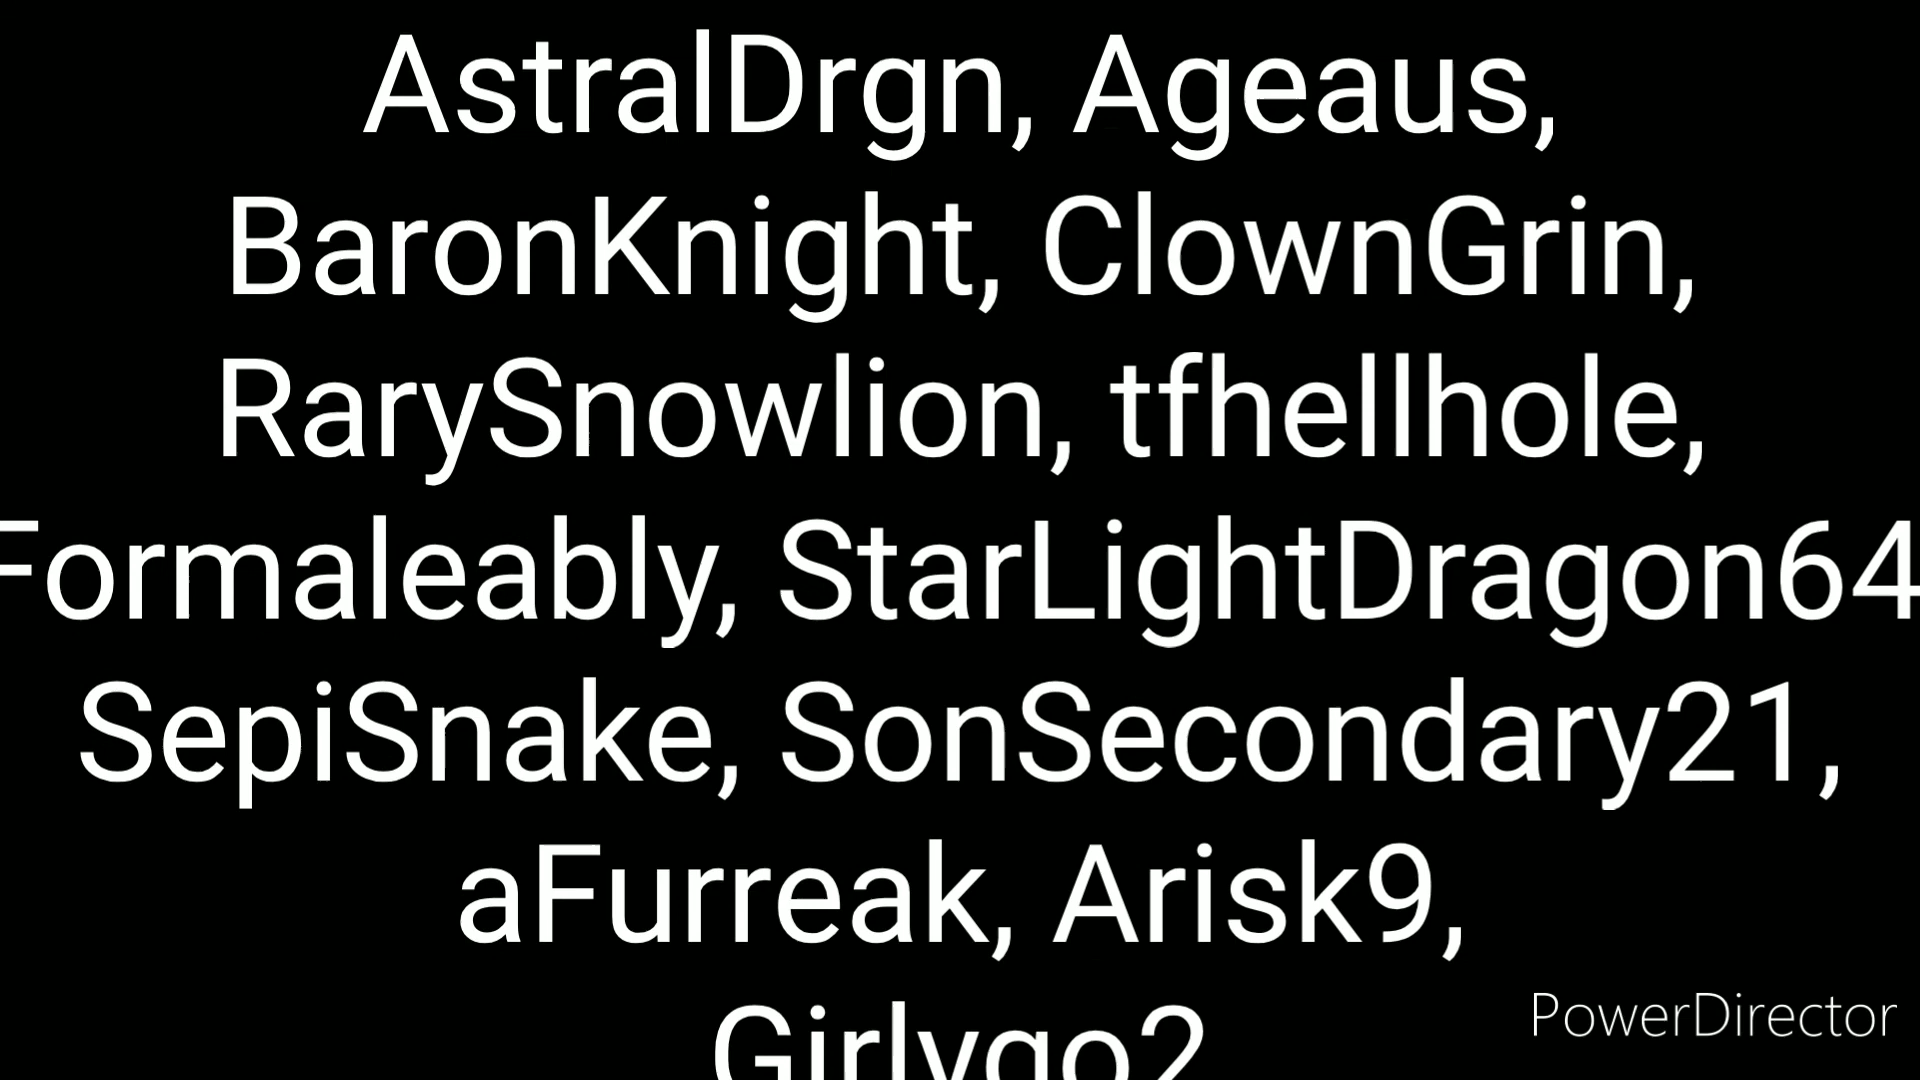 AstralDrgn, Ageaus,
BaronKnight, ClownGrin,
RarySnowlion, tfhellhole,
Formaleably, StarLightDragon64
SepiSnake, SonSecondary21,
aFurreak, Arisk9,
PowerDirector